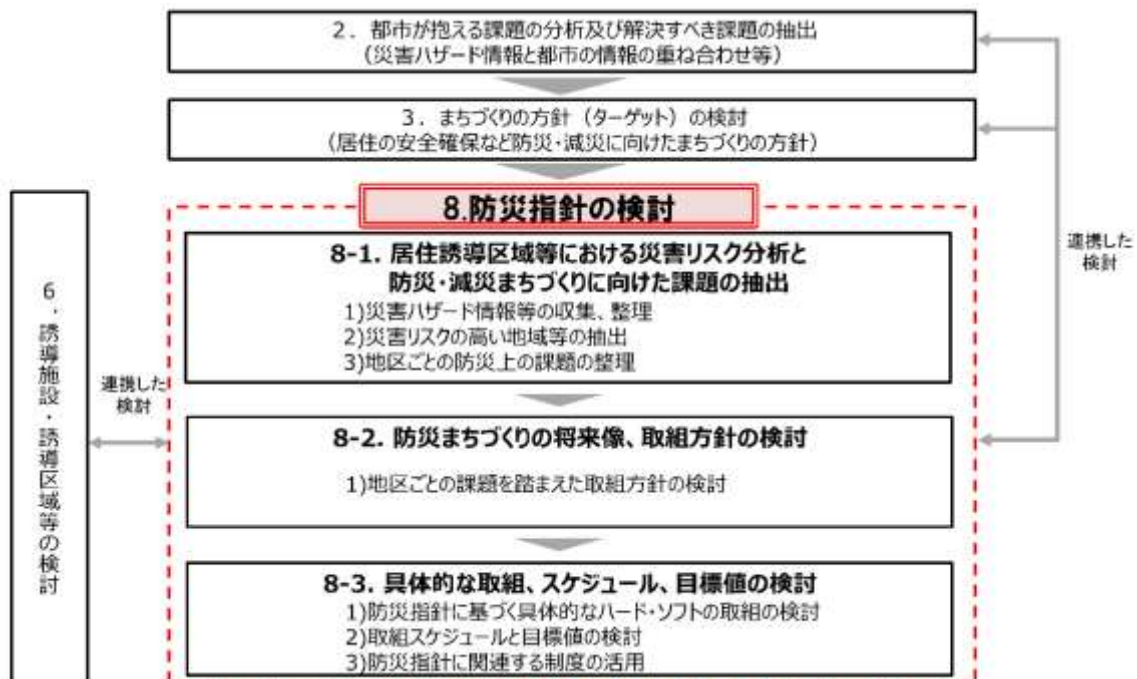 2．都市が抱える課題の分析及び解決すべき課題の抽出
（災害ハザード情報と都市の情報の重ね合わせ等）
3．まちづくりの方針（ターゲット）の検討
（居住の安全確保など防災・減災に向けたまちづくりの方針）
8.防災指針の検討
8-1. 居住誘導区域等における災害リスク分析と
防災・減災まちづくりに向けた課題の抽出
1)災害ハザード情報等の収集、整理
2)災害リスクの高い地域等の抽出
3)地区ごとの防災上の課題の整理
8-2. 防災まちづくりの将来像、取組方針の検討
1)地区ごとの課題を踏まえた取組方針の検討
8-3. 具体的な取組、スケジュール、目標値の検討
1)防災指針に基づく具体的なハード・ソフトの取組の検討
2)取組スケジュールと目標値の検討
3)防災指針に関連する制度の活用
6．誘導施設・誘導区域等の検討
連携した
検討
連携した
検討